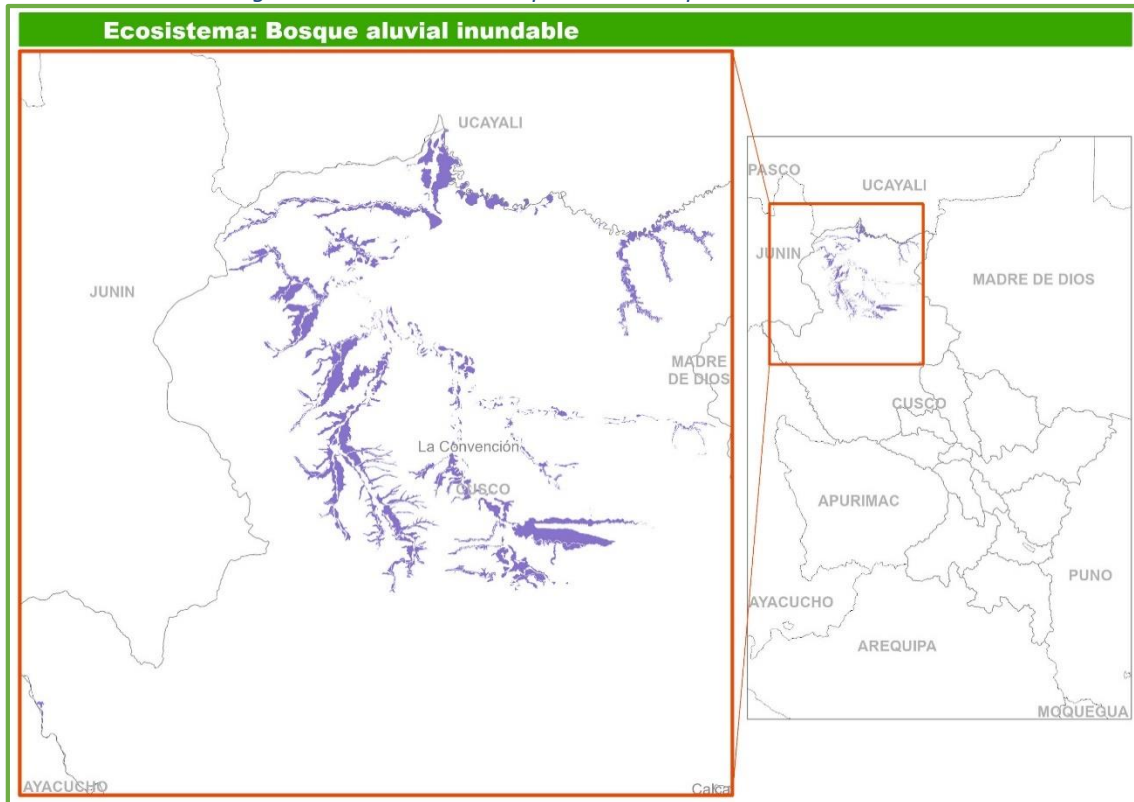 Ecosistema: Bosque aluvial inundable
UCAYALI
JUNIN
MADRE
DE DIOS
La Convención
CUSCO
AYACUCHO
Calca
PASCO
UCAYALI
JUNIN
MADRE DE DIOS
CUSCO
APURIMAC
PUNO
AYACUCHO
AREQUIPA
MOQUEGUA